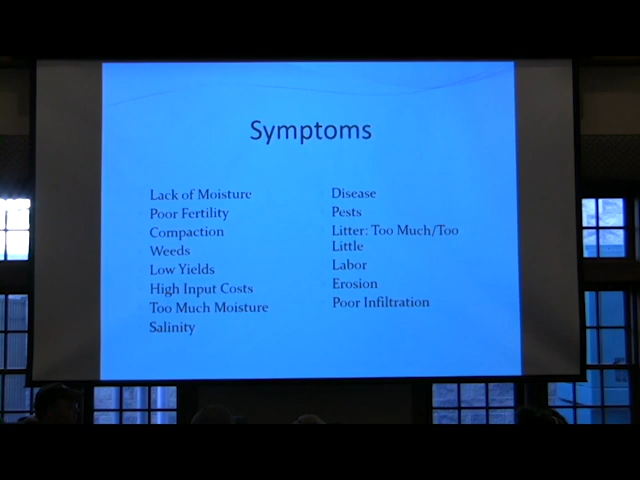 Symptoms
Lack of Moisture
Poor Fertility
Compaction
Weeds
Low Yields
High Input Costs
Too Much Moisture
Salinity
Disease
Pests
Litter: Too Much/Too
Little
Labor
Erosion
Poor Infiltration